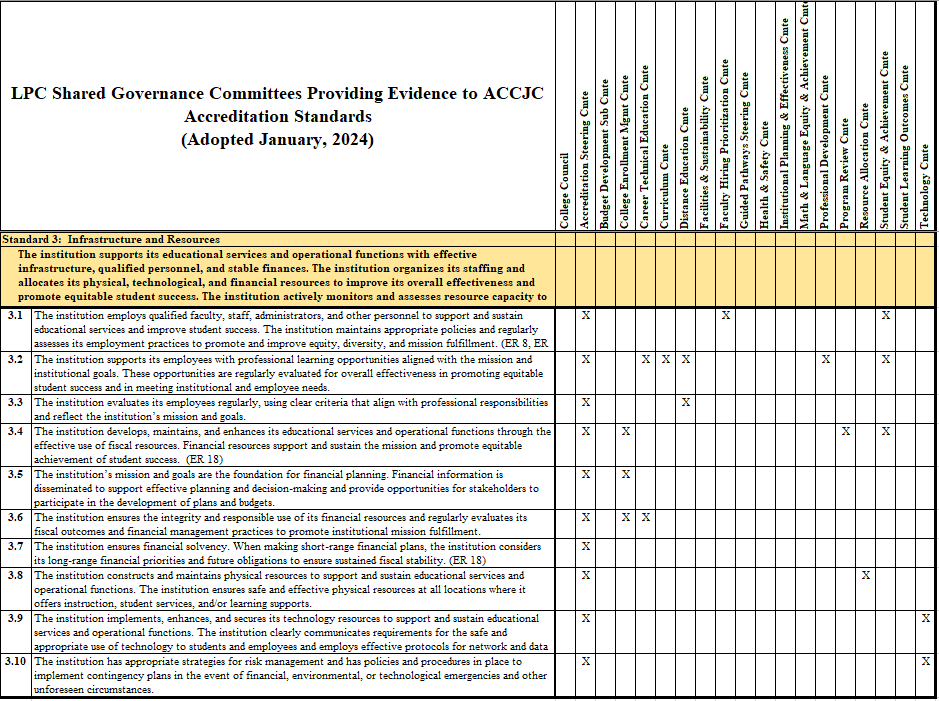 LPC Shared Governance Committees Providing Evidence to ACCJC
Accreditation Standards
(Adopted January, 2024)
College Council
Accreditation Steering Cmte
Budget Development Sub Cmte
College Enrollment Mgmt Cmte
Career Technical Education Cmte
Curriculum Cmte
Distance Education Cmte
Facilities & Sustainability Cmte
Faculty Hiring Prioritization Cmte
Guided Pathways Steering Cmte
Health & Safety Cmte
Institutional Planning & Effectiveness Cmte
Math & Language Equity & Achievement Cmte
Professional Development Cmte
Program Review Cmte
Resource Allocation Cmte
Student Equity & Achievement Cmte
Student Learning Outcomes Cmte
Technology Cmte
Standard 3: Infrastructure and Resources
The institution supports its educational services and operational functions with effective
infrastructure, qualified personnel, and stable finances. The institution organizes its staffing and
allocates its physical, technological, and financial resources to improve its overall effectiveness and
promote equitable student success. The institution actively monitors and assesses resource capacity to
3.1 The institution employs qualified faculty, staff, administrators, and other personnel to support and sustain X X X
educational services and improve student success. The institution maintains appropriate policies and regularly
assesses its employment practices to promote and improve equity, diversity, and mission fulfillment. (ER 8, ER
3.2 The institution supports its employees with professional learning opportunities aligned with the mission and X X X X X X
institutional goals. These opportunities are regularly evaluated for overall effectiveness in promoting equitable
student success and in meeting institutional and employee needs.
3.3 The institution evaluates its employees regularly, using clear criteria that align with professional responsibilities X X
and reflect the institution's mission and goals.
3.4 The institution develops, maintains, and enhances its educational services and operational functions through the X X X X
effective use of fiscal resources. Financial resources support and sustain the mission and promote equitable
achievement of student success. (ER 18)
3.5 The institution's mission and goals are the foundation for financial planning. Financial information is X X
disseminated to support effective planning and decision-making and provide opportunities for stakeholders to
participate in the development of plans and budgets.
3.6 The institution ensures the integrity and responsible use of its financial resources and regularly evaluates its X X X
fiscal outcomes and financial management practices to promote institutional mission fulfillment.
3.7 The institution ensures financial solvency. When making short-range financial plans, the institution considers X
its long-range financial priorities and future obligations to ensure sustained fiscal stability. (ER 18)
3.8 The institution constructs and maintains physical resources to support and sustain educational services and X X
operational functions. The institution ensures safe and effective physical resources at all locations where it
offers instruction, student services, and/or learning supports.
3.9 The institution implements, enhances, and secures its technology resources to support and sustain educational X X
services and operational functions. The institution clearly communicates requirements for the safe and
appropriate use of technology to students and employees and employs effective protocols for network and data
3.10 The institution has appropriate strategies for risk management and has policies and procedures in place to X X
implement contingency plans in the event of financial, environmental, or technological emergencies and other
unforeseen circumstances.